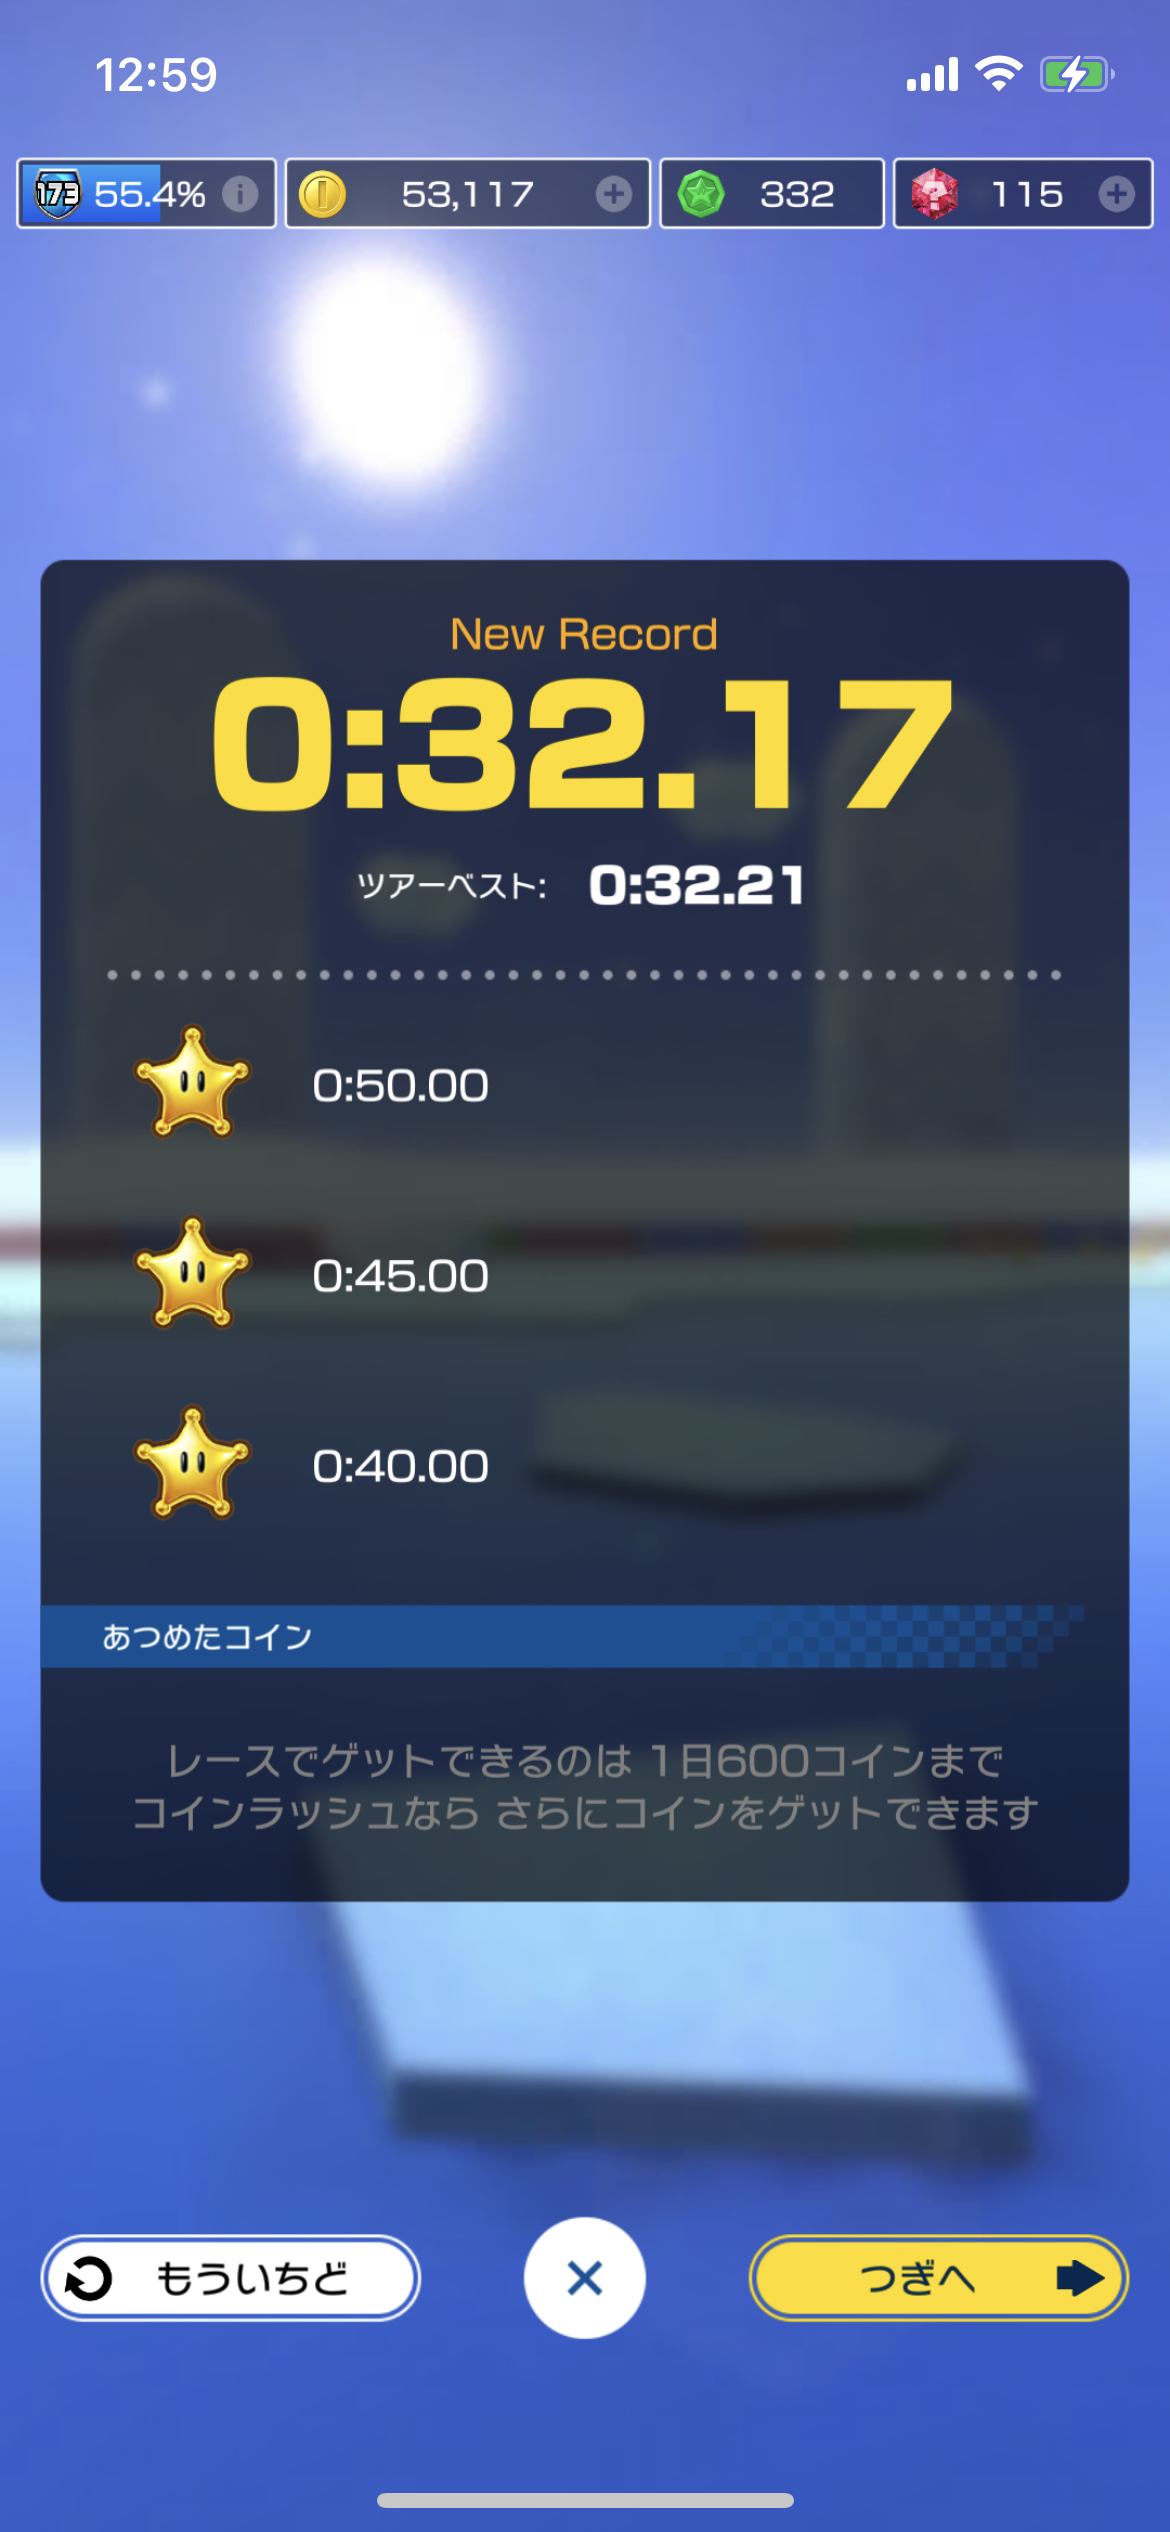 12:59
173 55.4% i 53,117 + 332 115 +
New Record
0:32.17
ツアーベスト: 0:32.21
0:50.00
0:45.00
0:40.00
あつめたコイン
レースでゲットできるのは 1日600コインまで
コインラッシュなら さらにコインをゲットできます
もういちど × つぎへ